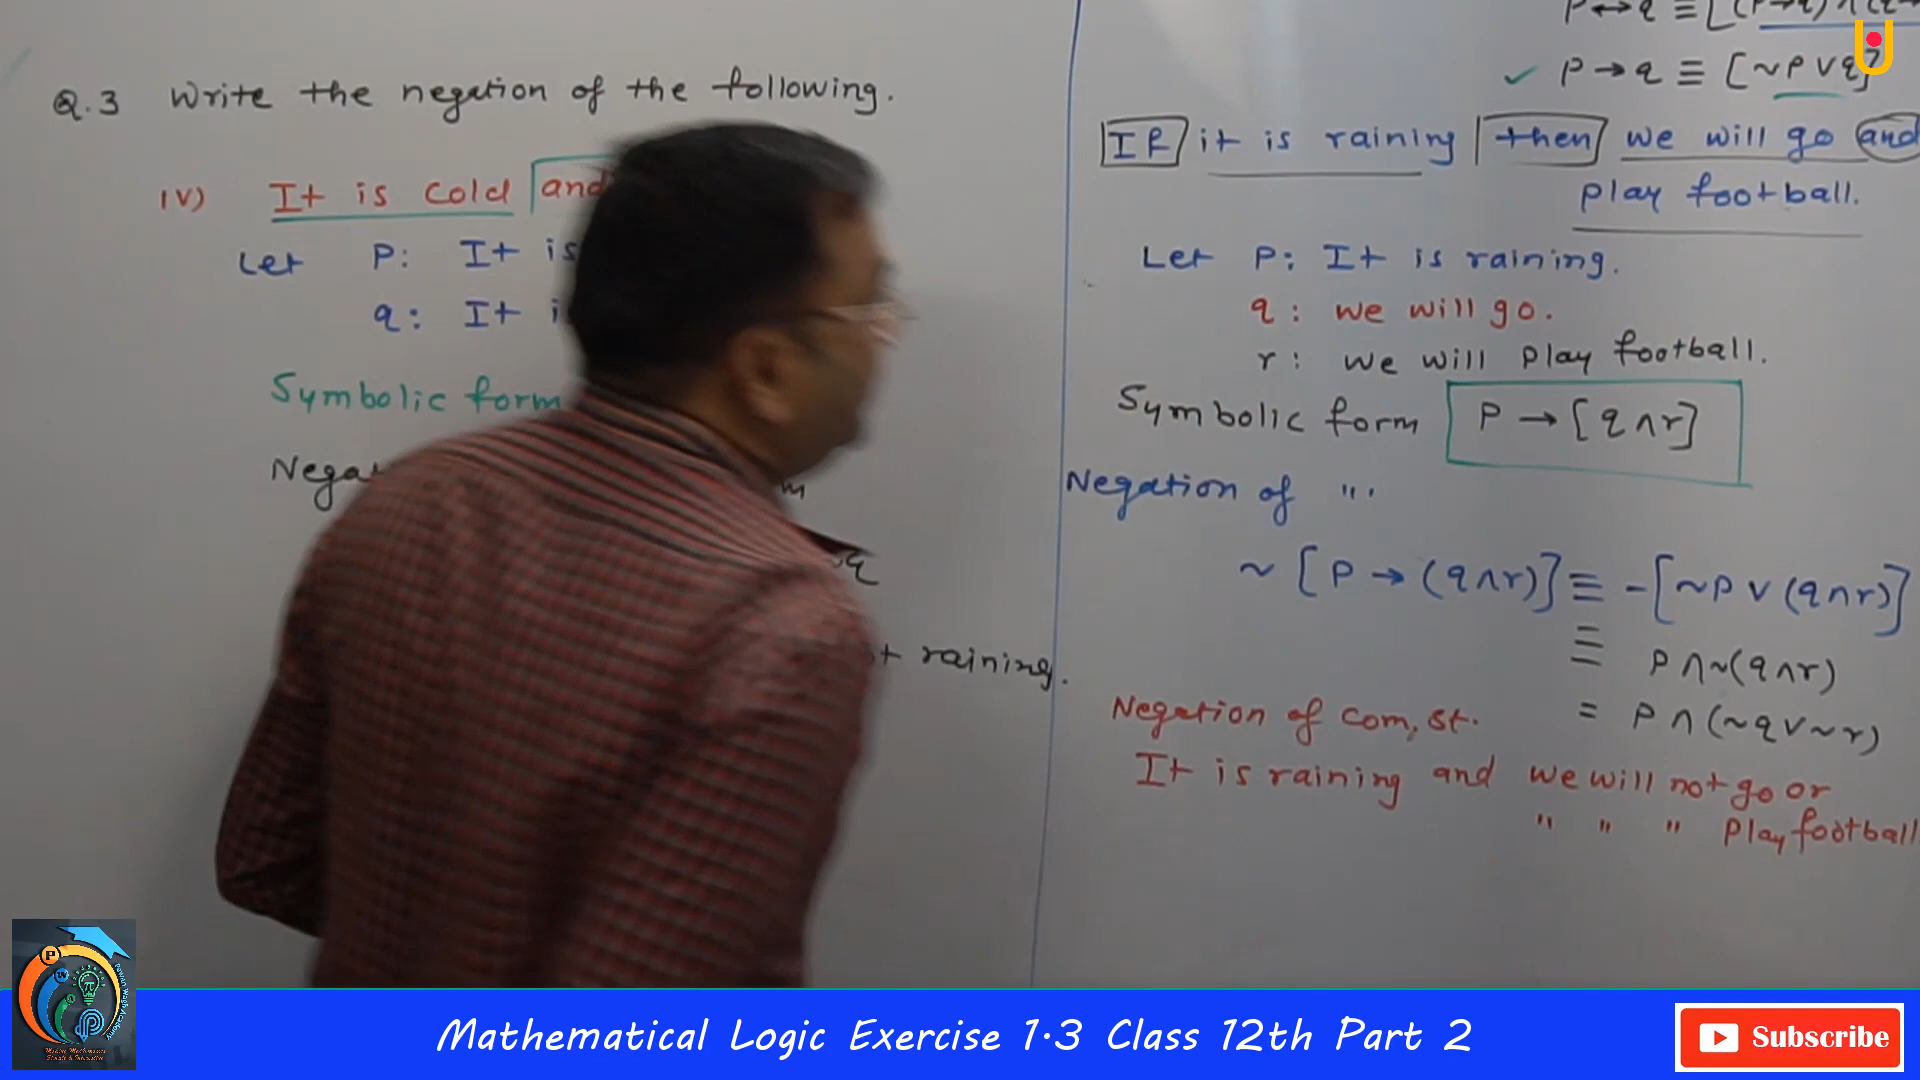 Q.3 Write the negation of the following.
IV) It is cold and
Let P: It is
q: It
Symbolic form
raining.
P↔q ≡ [(P→q)∧(q
✓ P→q ≡ [~P∨q]
If it is raining then we will go and
play football.
Let P: It is raining.
q: we will go.
r: we will play football.
Symbolic form P → [q∧r]
Negation of "
~[P → (q∧r)] ≡ ~[~P∨(q∧r)]
≡ P∧~(q∧r)
= P∧(~q∨~r)
Negation of com, st.
It is raining and we will not go or
" " " Play football
Mathematical Logic Exercise 1.3 Class 12th Part 2
Subscribe